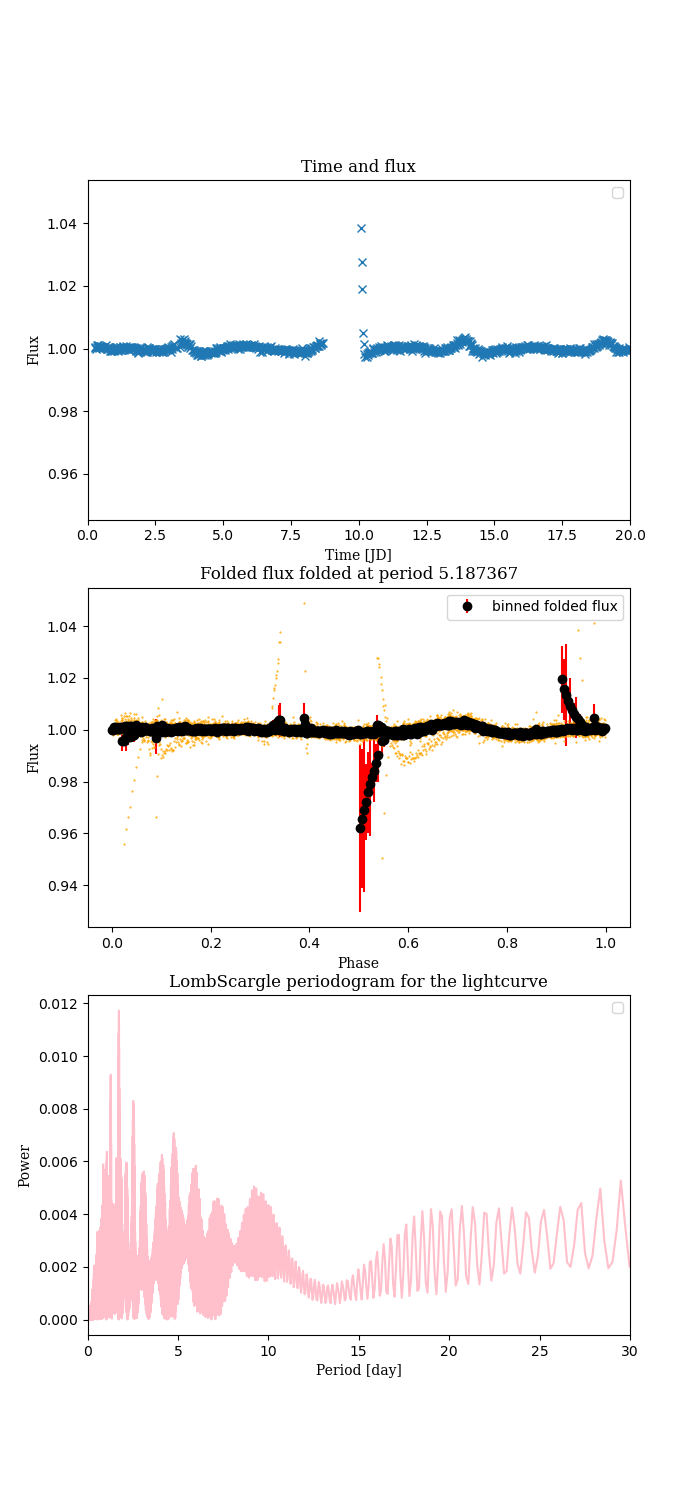 Time and flux
1.04
1.02
1.00
0.98
0.96
Flux
0.0 2.5 5.0 7.5 10.0 12.5 15.0 17.5 20.0
Time [JD]
Folded flux folded at period 5.187367
binned folded flux
1.04
1.02
1.00
0.98
0.96
0.94
Flux
0.0 0.2 0.4 0.6 0.8 1.0
Phase
LombScargle periodogram for the lightcurve
0.012
0.010
0.008
0.006
0.004
0.002
0.000
Power
0 5 10 15 20 25 30
Period [day]